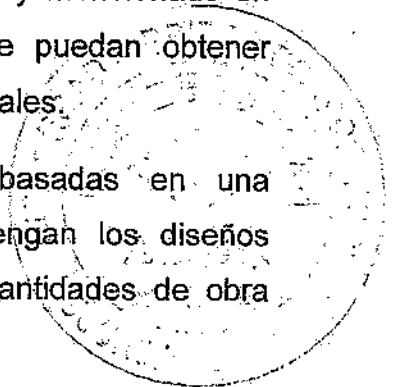 e puedan obtener
ales.
basadas en una
engan los diseños
antidades de obra